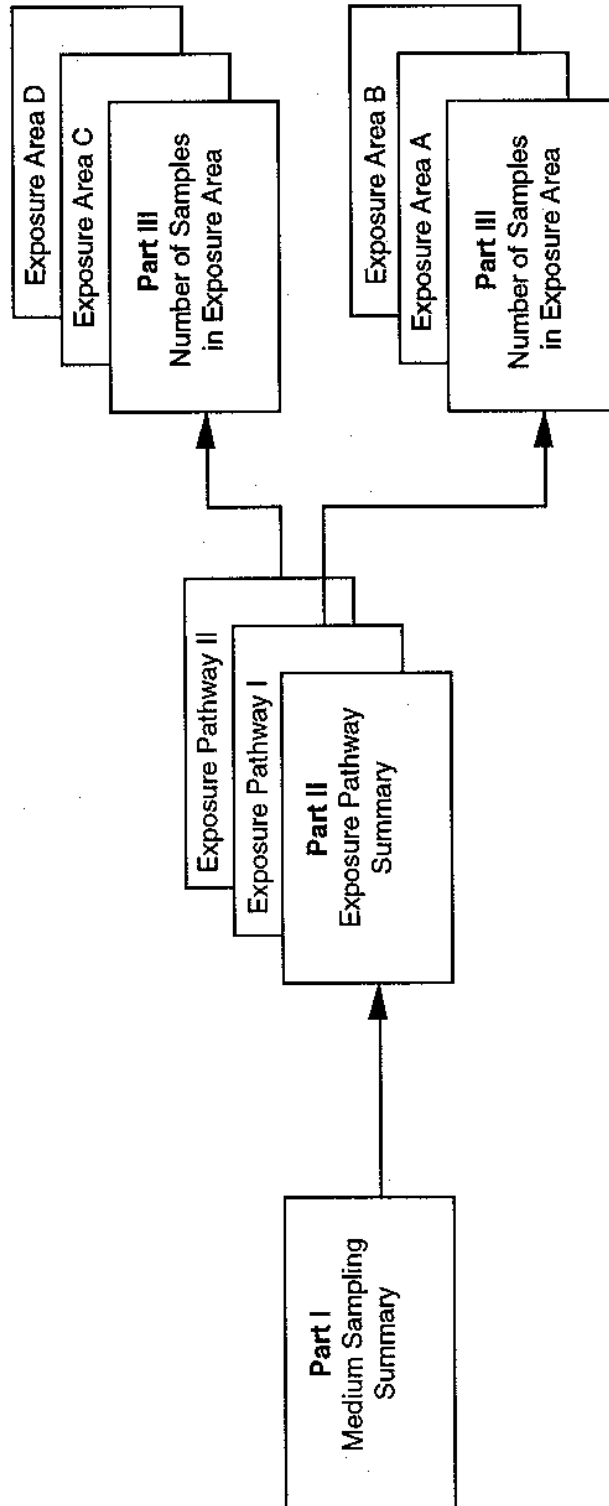 Part I
Medium Sampling
Summary
Exposure Pathway II
Exposure Pathway I
Part II
Exposure Pathway
Summary
Exposure Area D
Exposure Area C
Part III
Number of Samples
in Exposure Area
Exposure Area B
Exposure Area A
Part III
Number of Samples
in Exposure Area